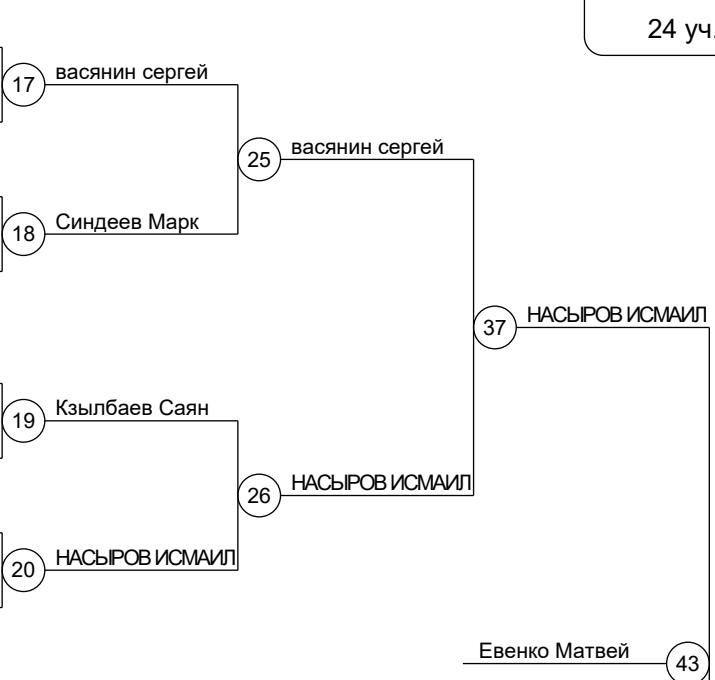 24 уч.
17 васянин сергей
25 васянин сергей
18 Синдеев Марк
37 НАСЫРОВ ИСМАИЛ
19 Кзылбаев Саян
26 НАСЫРОВ ИСМАИЛ
20 НАСЫРОВ ИСМАИЛ
Евенко Матвей 43